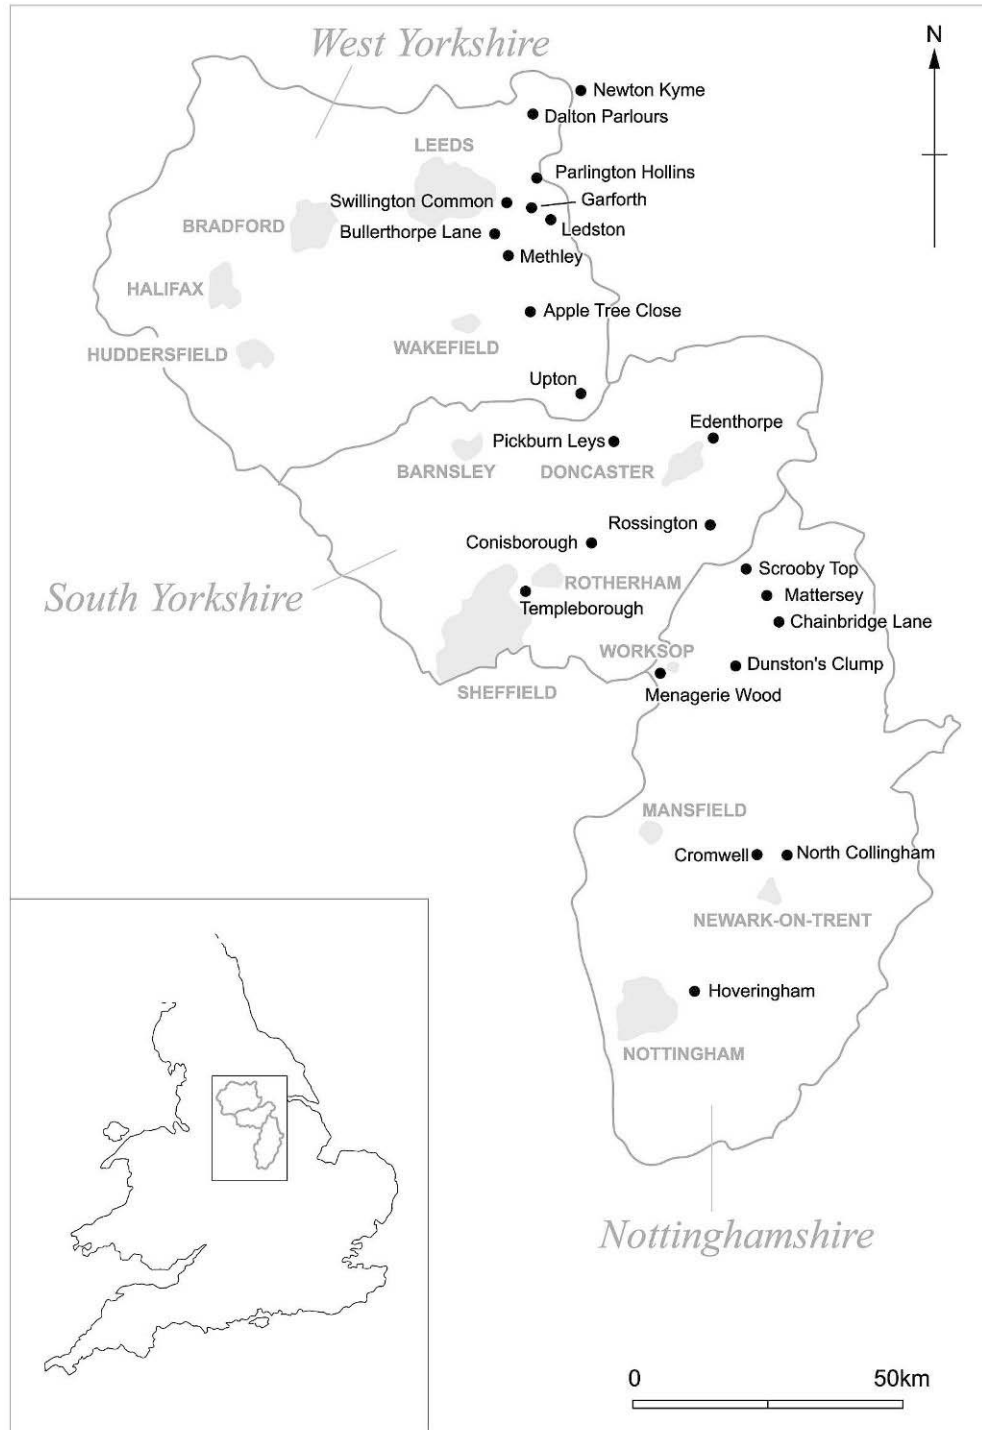 West Yorkshire
N
Newton Kyme
Dalton Parlours
LEEDS
Parlington Hollins
Swillington Common
Garforth
BRADFORD
Bullerthorpe Lane
Ledston
Methley
HALIFAX
Apple Tree Close
HUDDERSFIELD
WAKEFIELD
Upton
Edenthorpe
Pickburn Leys
BARNSLEY
DONCASTER
Rossington
Conisborough
Scrooby Top
ROTHERHAM
South Yorkshire
Templeborough
Mattersey
Chainbridge Lane
WORKSOP
Dunston's Clump
SHEFFIELD
Menagerie Wood
MANSFIELD
Cromwell
North Collingham
NEWARK-ON-TRENT
Hoveringham
NOTTINGHAM
Nottinghamshire
0
50km